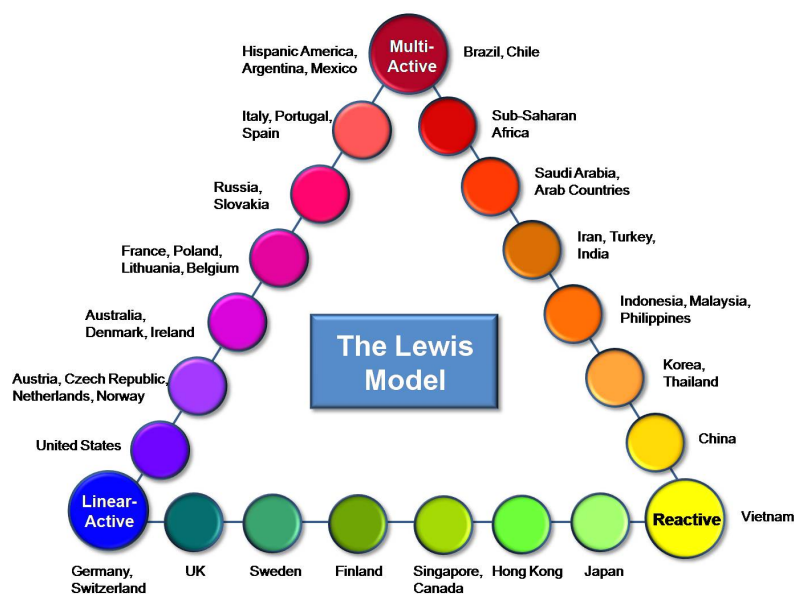 Hispanic America,
Argentina, Mexico
Multi-
Active
Brazil, Chile
Italy, Portugal,
Spain
Sub-Saharan
Africa
Russia,
Slovakia
Saudi Arabia,
Arab Countries
France, Poland,
Lithuania, Belgium
Iran, Turkey,
India
Australia,
Denmark, Ireland
Indonesia, Malaysia,
Philippines
The Lewis
Model
Austria, Czech Republic,
Netherlands, Norway
Korea,
Thailand
United States
China
Linear-
Active
Reactive
Vietnam
Germany,
Switzerland
UK
Sweden
Finland
Singapore,
Canada
Hong Kong
Japan